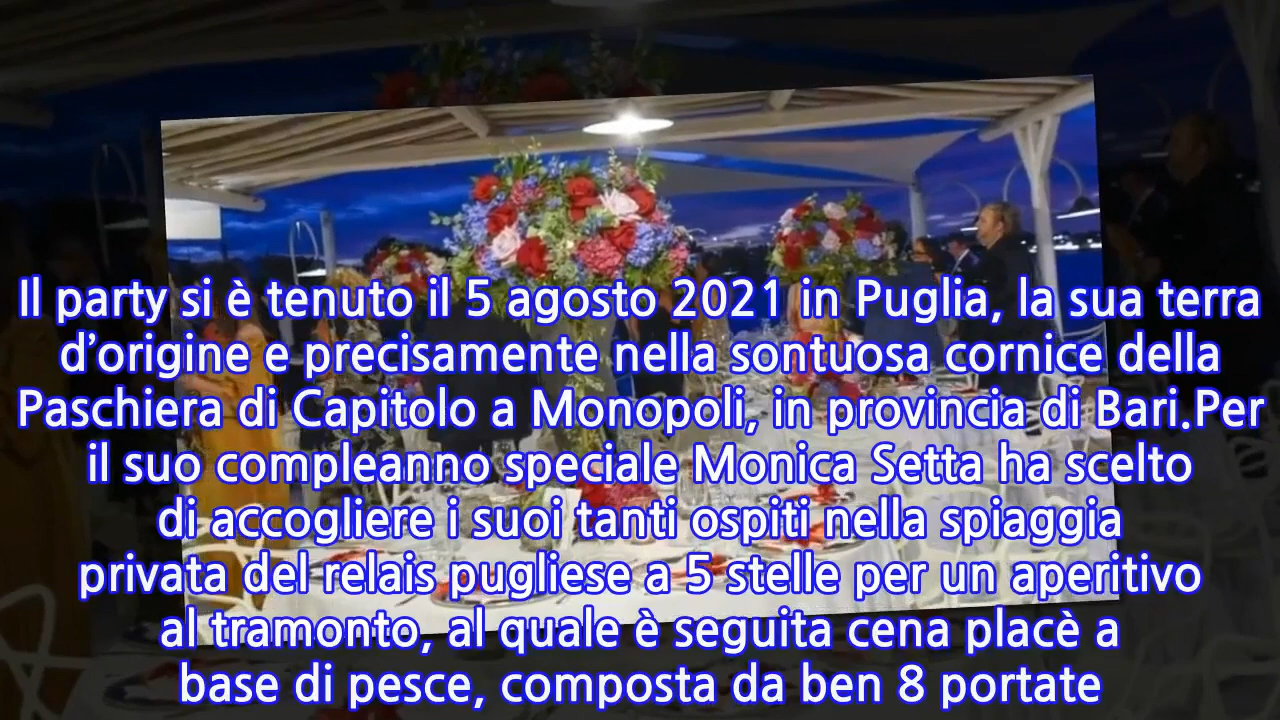 Il party si è tenuto il 5 agosto 2021 in Puglia, la sua terra
d’origine e precisamente nella sontuosa cornice della
Paschiera di Capitolo a Monopoli, in provincia di Bari.Per
il suo compleanno speciale Monica Setta ha scelto
di accogliere i suoi tanti ospiti nella spiaggia
privata del relais pugliese a 5 stelle per un aperitivo
al tramonto, al quale è seguita cena placè a
base di pesce, composta da ben 8 portate